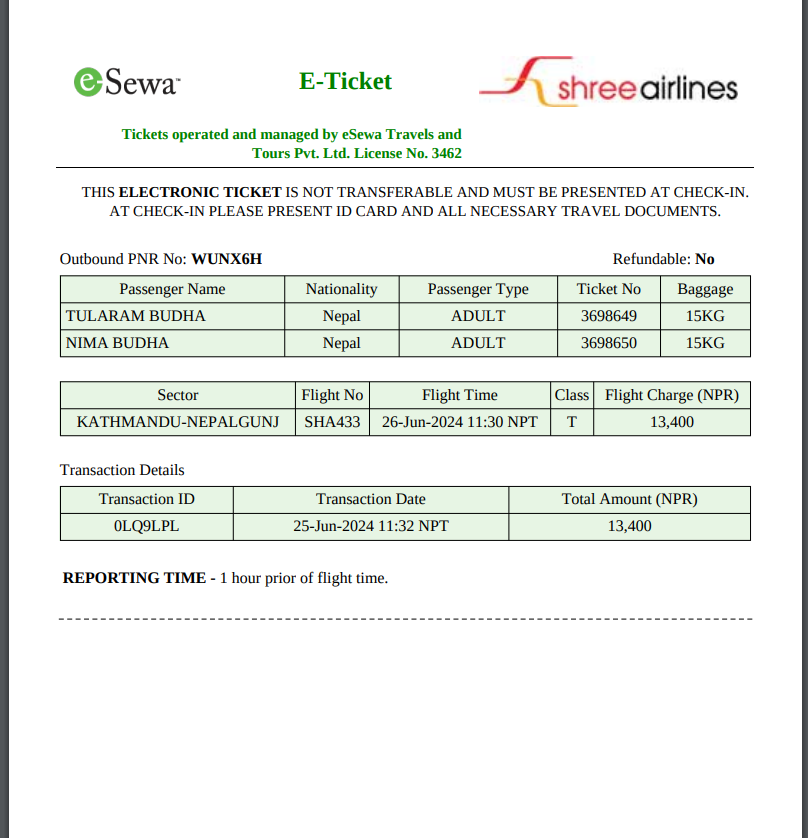 eSewa™
E-Ticket
shreeairlines
Tickets operated and managed by eSewa Travels and
Tours Pvt. Ltd. License No. 3462
THIS ELECTRONIC TICKET IS NOT TRANSFERABLE AND MUST BE PRESENTED AT CHECK-IN.
AT CHECK-IN PLEASE PRESENT ID CARD AND ALL NECESSARY TRAVEL DOCUMENTS.
Outbound PNR No: WUNX6H Refundable: No
Passenger Name Nationality Passenger Type Ticket No Baggage
TULARAM BUDHA Nepal ADULT 3698649 15KG
NIMA BUDHA Nepal ADULT 3698650 15KG
Sector Flight No Flight Time Class Flight Charge (NPR)
KATHMANDU-NEPALGUNJ SHA433 26-Jun-2024 11:30 NPT T 13,400
Transaction Details
Transaction ID Transaction Date Total Amount (NPR)
0LQ9LPL 25-Jun-2024 11:32 NPT 13,400
REPORTING TIME - 1 hour prior of flight time.